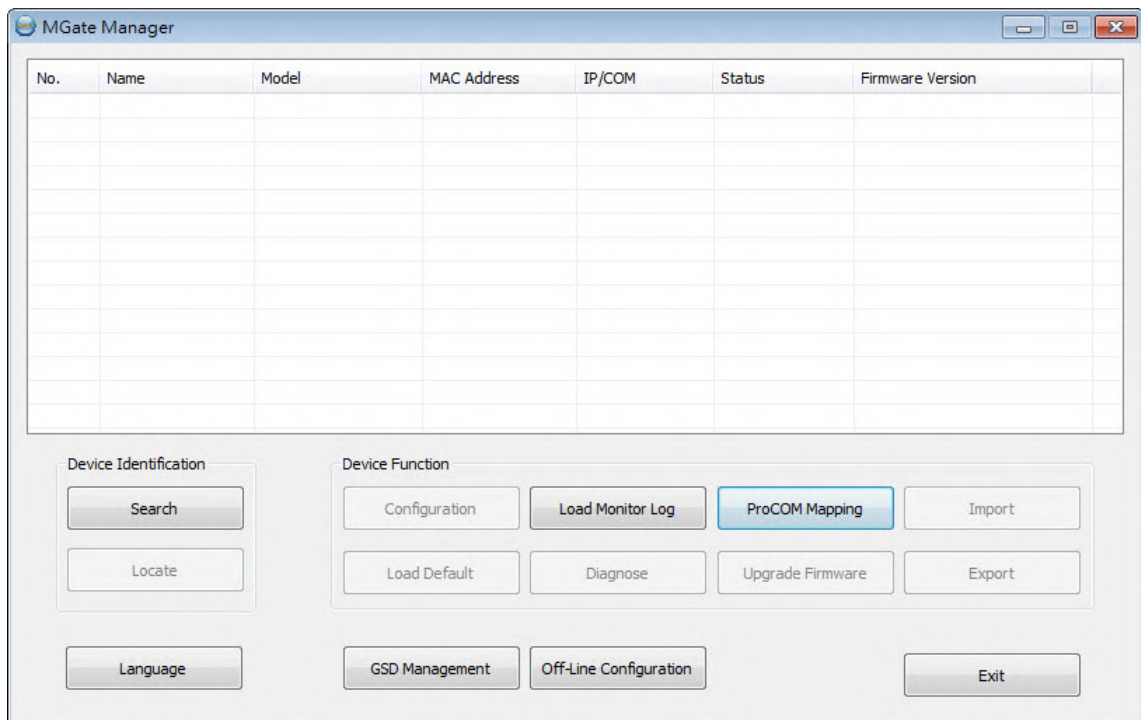 MGate Manager
No. Name Model MAC Address IP/COM Status Firmware Version
Device Identification
Search
Locate
Device Function
Configuration Load Monitor Log ProCOM Mapping Import
Load Default Diagnose Upgrade Firmware Export
Language GSD Management Off-Line Configuration Exit